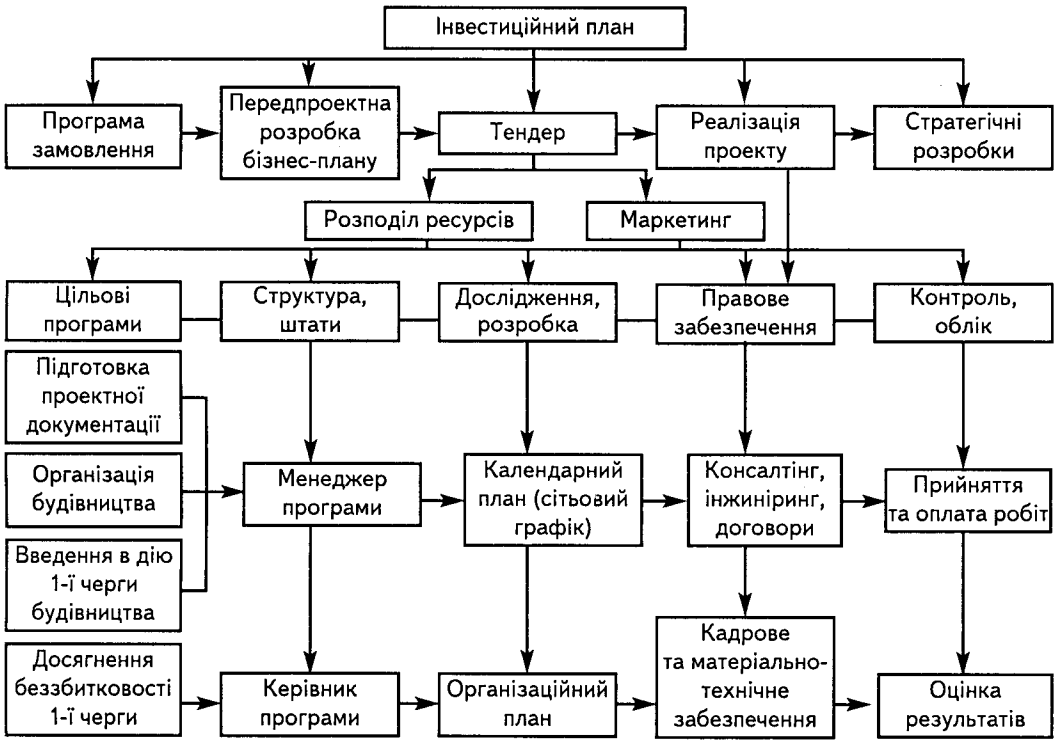 Інвестиційний план
Програма
замовлення
Передпроектна
розробка
бізнес-плану
Тендер
Реалізація
проекту
Стратегічні
розробки
Розподіл ресурсів
Маркетинг
Цільові
програми
Структура,
штати
Дослідження,
розробка
Правове
забезпечення
Контроль,
облік
Підготовка
проектної
документації
Організація
будівництва
Введення в дію
1-ї черги
будівництва
Менеджер
програми
Календарний
план (сітьовий
графік)
Консалтінг,
інжиніринг,
договори
Прийняття
та оплата робіт
Досягнення
беззбитковості
1-ї черги
Керівник
програми
Організаційний
план
Кадрове
та матеріально-
технічне
забезпечення
Оцінка
результатів